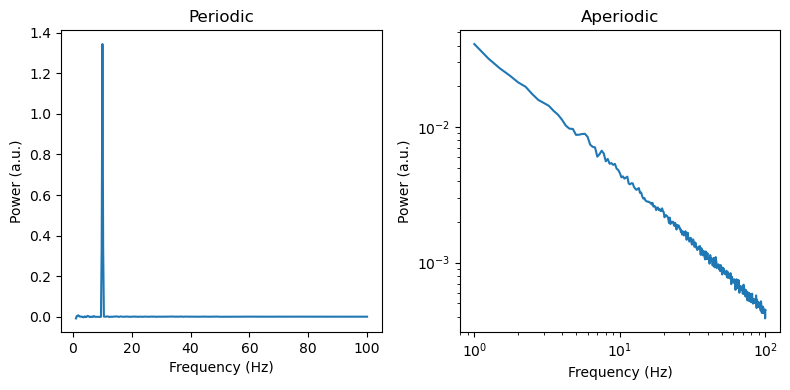 Periodic
Power (a.u.)
1.4
1.2
1.0
0.8
0.6
0.4
0.2
0.0
0 20 40 60 80 100
Frequency (Hz)
Aperiodic
Power (a.u.)
10⁻²
10⁻³
10⁰ 10¹ 10²
Frequency (Hz)